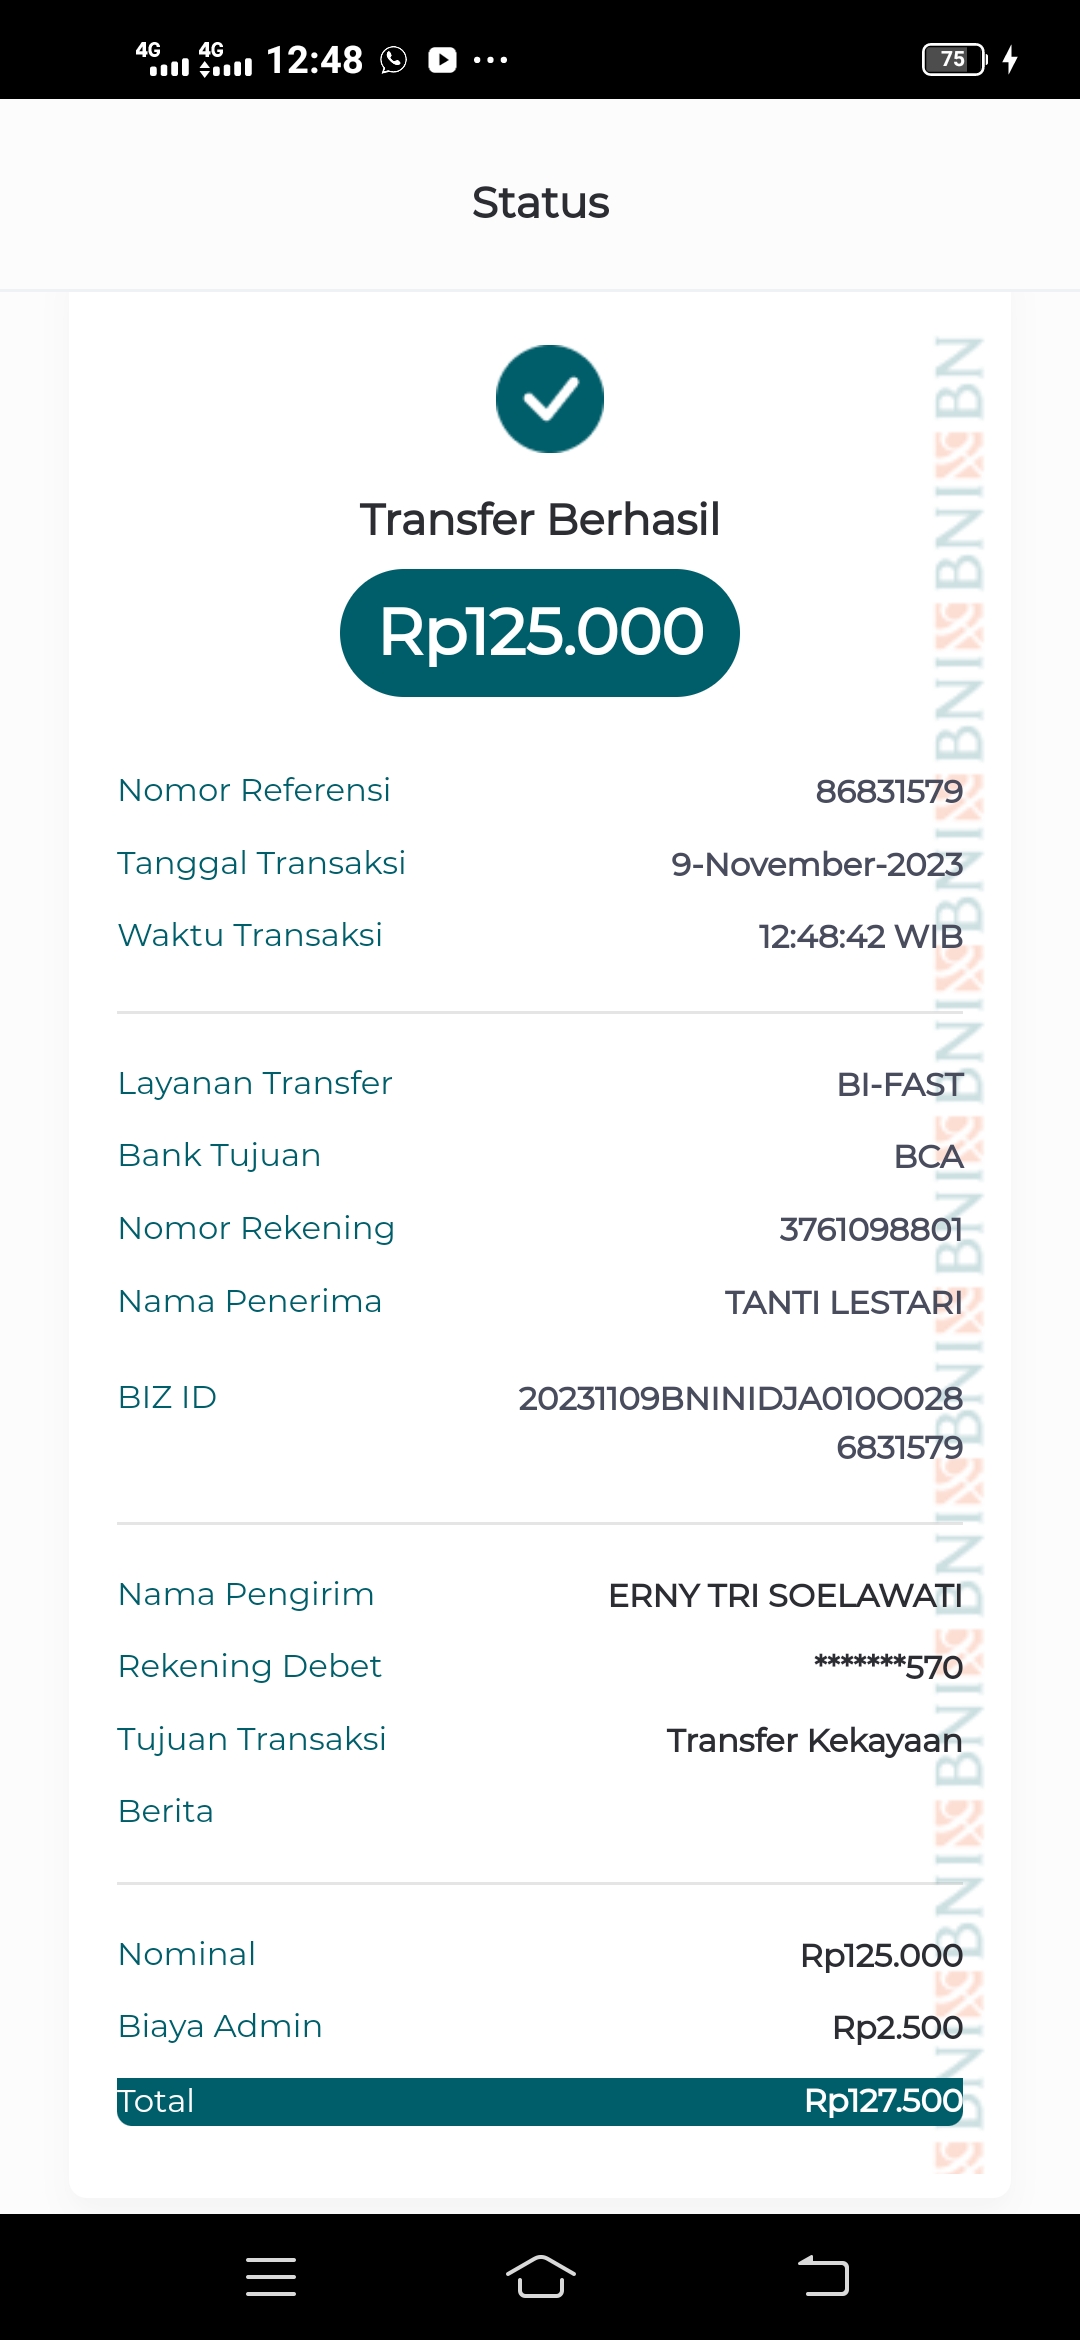 4G 4G 12:48 75
Status
Transfer Berhasil
Rp125.000
Nomor Referensi 86831579
Tanggal Transaksi 9-November-2023
Waktu Transaksi 12:48:42 WIB
Layanan Transfer BI-FAST
Bank Tujuan BCA
Nomor Rekening 3761098801
Nama Penerima TANTI LESTARI
BIZ ID 20231109BNINIDJA010O028
6831579
Nama Pengirim ERNY TRI SOELAWATI
Rekening Debet *******570
Tujuan Transaksi Transfer Kekayaan
Berita
Nominal Rp125.000
Biaya Admin Rp2.500
Total Rp127.500
BNI BNI BNI BNI BNI BNI BNI BNI BNI BNI BN